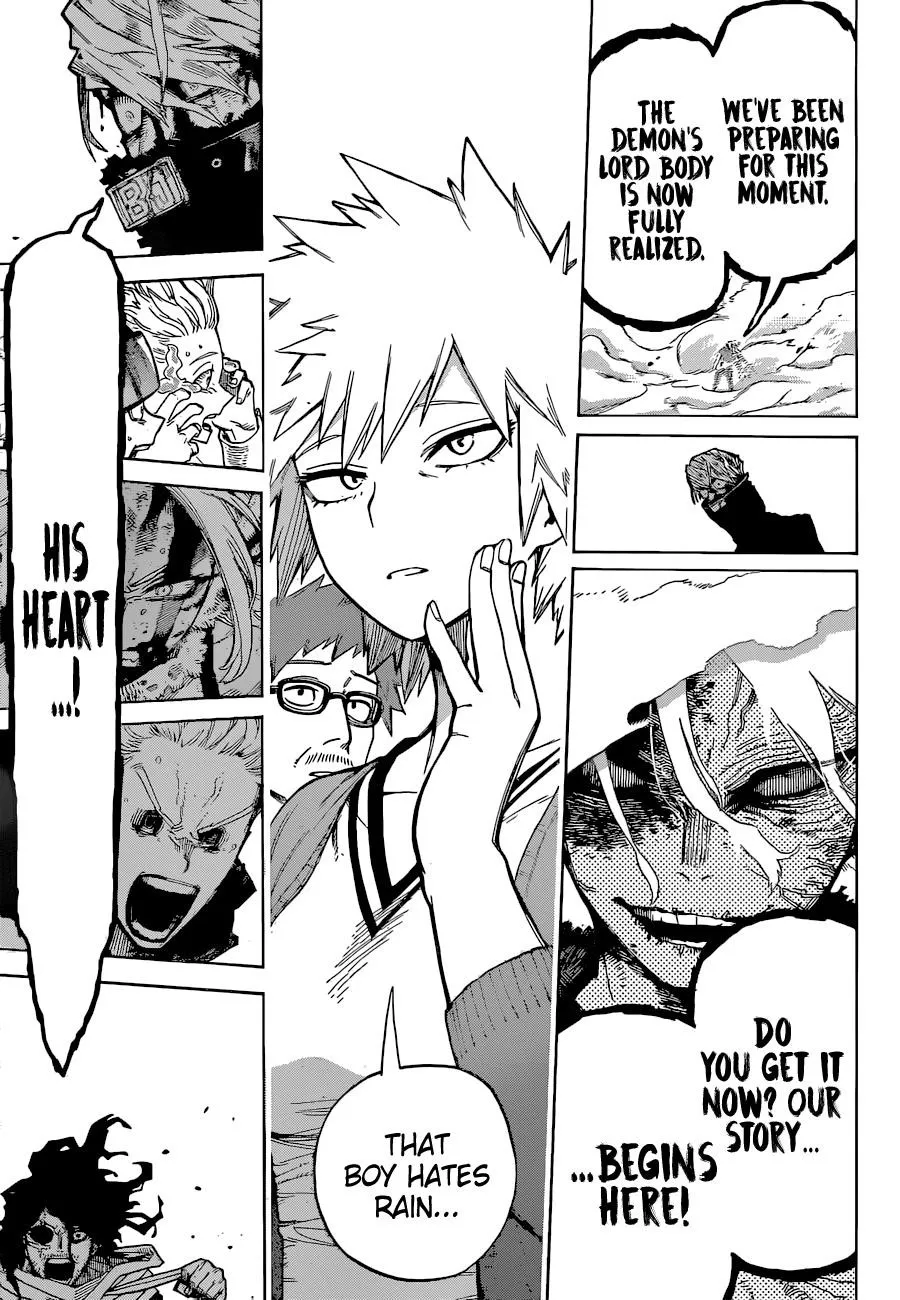 WE'VE BEEN
PREPARING
FOR THIS
MOMENT.
THE
DEMON'S
LORD BODY
IS NOW
FULLY
REALIZED.
DO
YOU GET IT
NOW? OUR
STORY...
...BEGINS
HERE!
THAT
BOY HATES
RAIN...
BJ
HIS
HEART
...!